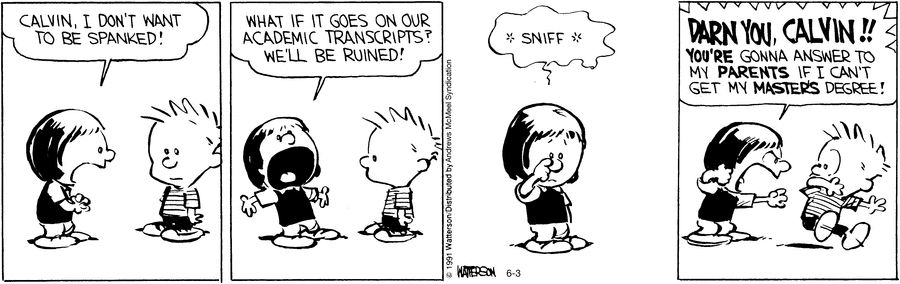 CALVIN, I DON'T WANT
TO BE SPANKED!
WHAT IF IT GOES ON OUR
ACADEMIC TRANSCRIPTS?
WE'LL BE RUINED!
© 1991 Watterson/Distributed by Andrews McMeel Syndication
* SNIFF *
WATTERSON 6-3
DARN YOU, CALVIN!!
YOU'RE GONNA ANSWER TO
MY PARENTS IF I CAN'T
GET MY MASTER'S DEGREE!